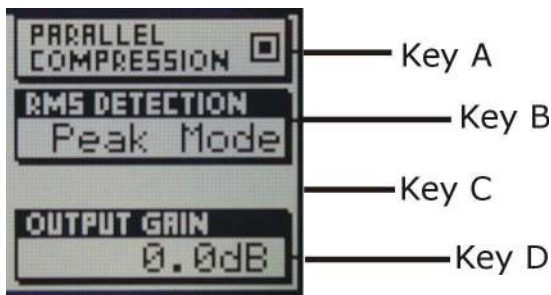 PARALLEL
COMPRESSION
Key A
RMS DETECTION
Peak Mode
Key B
Key C
OUTPUT GAIN
0.0dB
Key D